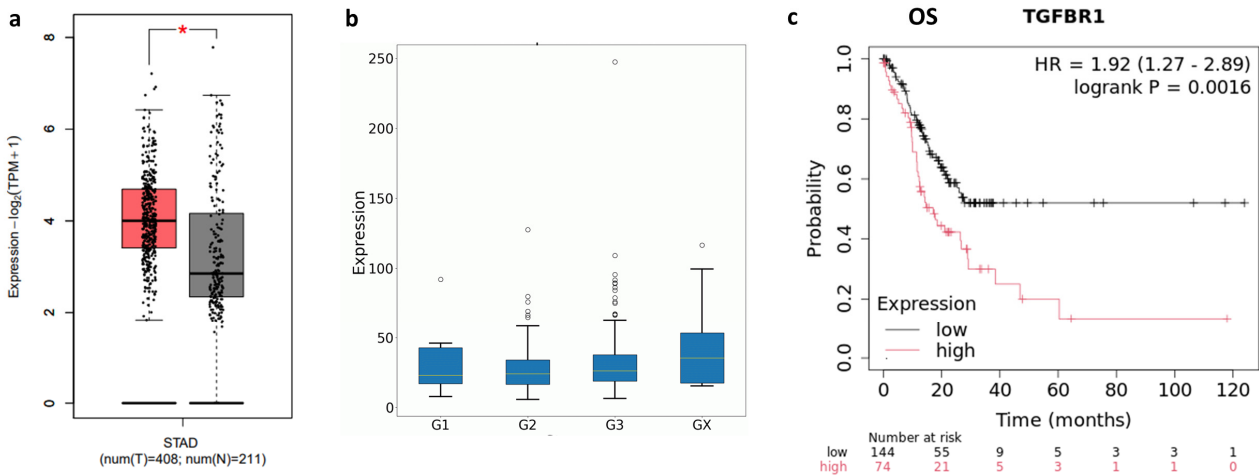 a
Expression−log2(TPM+1)
8
6
4
2
0
*
STAD
(num(T)=408; num(N)=211)
b
Expression
250
200
150
100
50
0
G1 G2 G3 GX
c
OS TGFBR1
HR = 1.92 (1.27 - 2.89)
logrank P = 0.0016
Probability
1.0
0.8
0.6
0.4
0.2
0.0
Expression
low
high
0 20 40 60 80 100 120
Time (months)
Number at risk
low 144 55 9 5 3 3 1
high 74 21 5 3 1 1 0